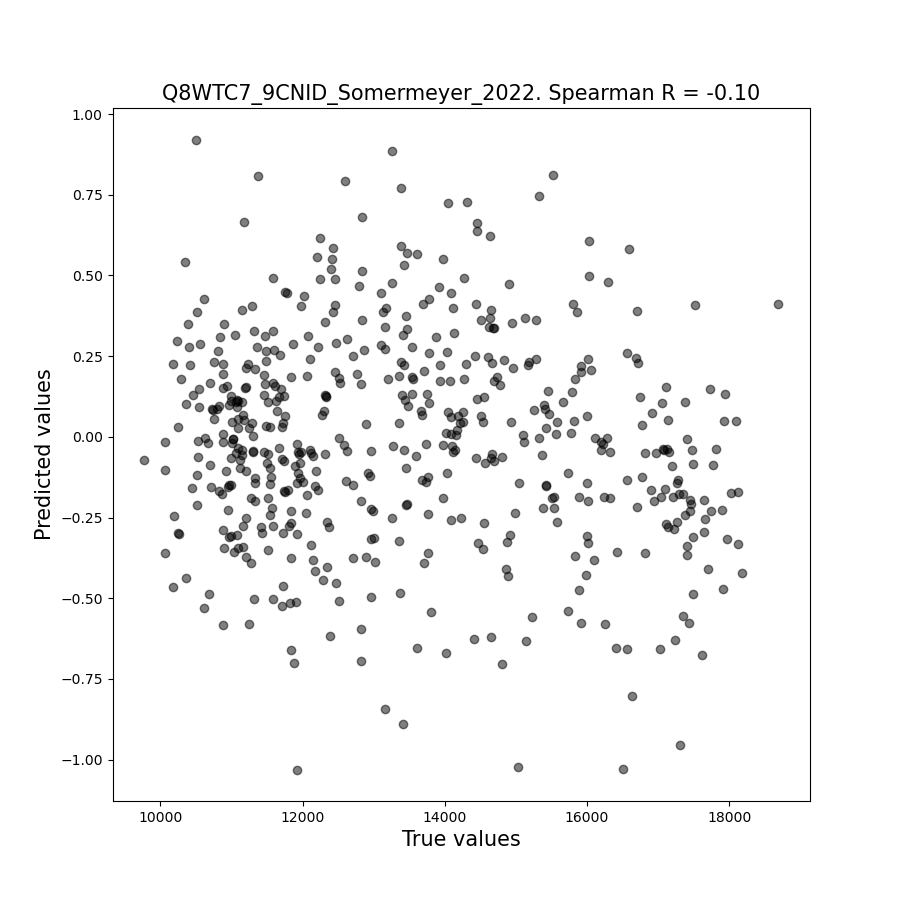 Q8WTC7_9CNID_Somermeyer_2022. Spearman R = -0.10
1.00
0.75
0.50
0.25
0.00
−0.25
−0.50
−0.75
−1.00
Predicted values
10000 12000 14000 16000 18000
True values